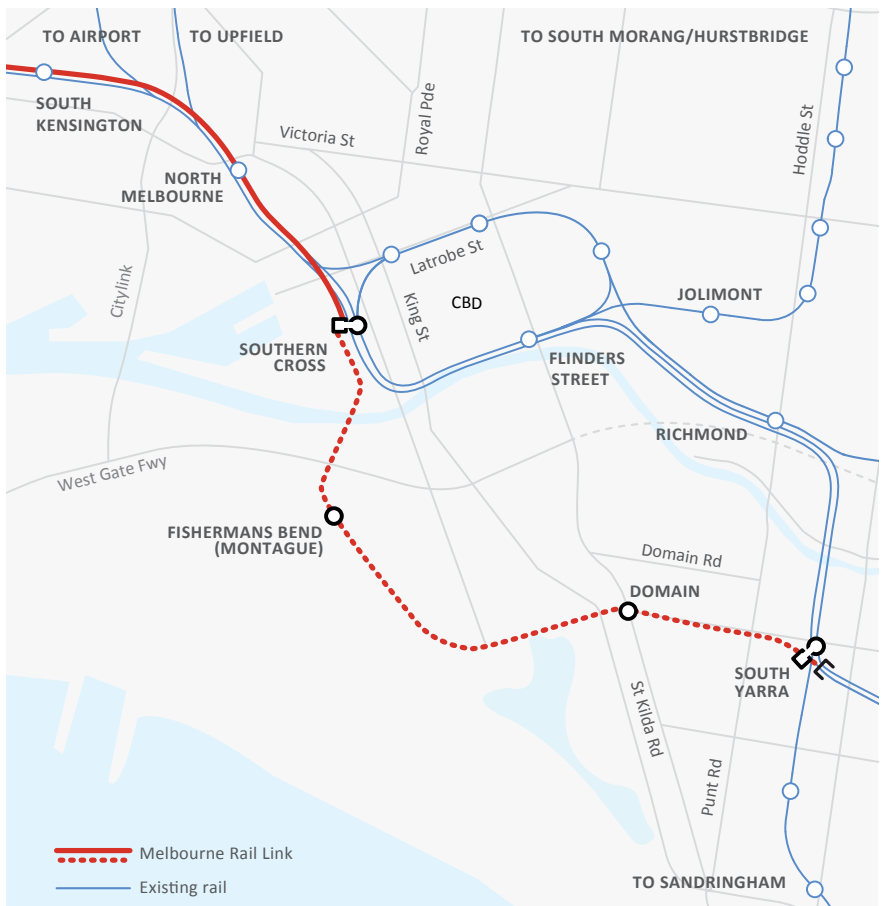 TO AIRPORT
TO UPFIELD
TO SOUTH MORANG/HURSTBRIDGE
SOUTH
KENSINGTON
Royal Pde
Victoria St
Hoddle St
NORTH
MELBOURNE
Citylink
Latrobe St
King St
CBD
JOLIMONT
SOUTHERN
CROSS
FLINDERS
STREET
RICHMOND
West Gate Fwy
FISHERMANS BEND
(MONTAGUE)
Domain Rd
DOMAIN
SOUTH
YARRA
St Kilda Rd
Punt Rd
Melbourne Rail Link
Existing rail
TO SANDRINGHAM